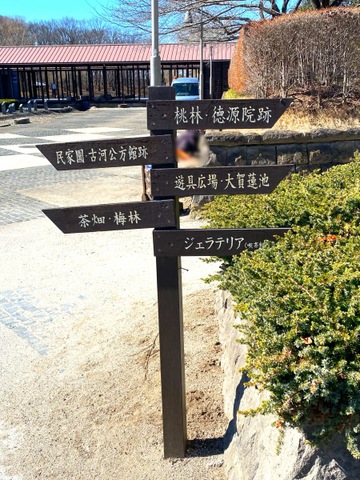 桃林・徳源院跡
民家園・古河公方館跡
遊具広場・大賀蓮池
茶畑・梅林
ジェラテリア